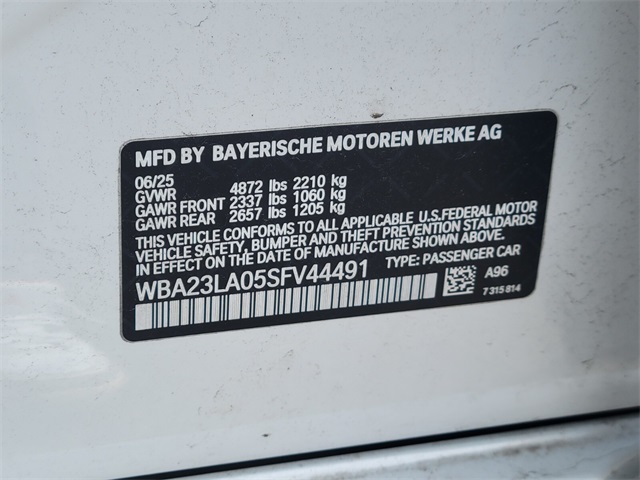 MFD BY BAYERISCHE MOTOREN WERKE AG
06/25
GVWR 4872 lbs 2210 kg
GAWR FRONT 2337 lbs 1060 kg
GAWR REAR 2657 lbs 1205 kg
THIS VEHICLE CONFORMS TO ALL APPLICABLE U.S.FEDERAL MOTOR
VEHICLE SAFETY, BUMPER AND THEFT PREVENTION STANDARDS
IN EFFECT ON THE DATE OF MANUFACTURE SHOWN ABOVE.
WBA23LA05SFV44491 TYPE: PASSENGER CAR
A96
7 315 814